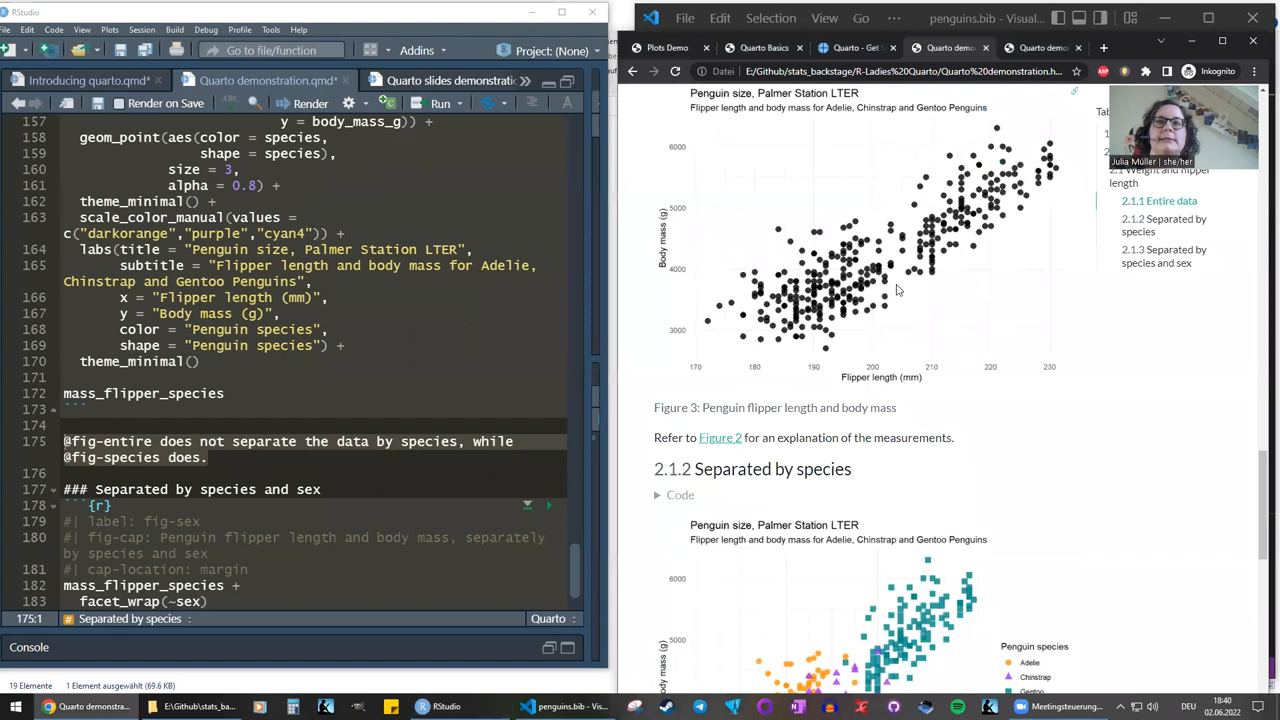 RStudio
File Edit Code View Plots Session Build Debug Profile Tools Help
Go to file/function
Addins
Project: (None)
Introducing quarto.qmd*
Quarto demonstration.qmd*
Quarto slides demonstrat
Render on Save
Render
Run
157 y = body_mass_g)) +
158 geom_point(aes(color = species,
159 shape = species),
160 size = 3,
161 alpha = 0.8) +
162 theme_minimal() +
163 scale_color_manual(values =
c("darkorange","purple","cyan4")) +
164 labs(title = "Penguin size, Palmer Station LTER",
165 subtitle = "Flipper length and body mass for Adelie,
Chinstrap and Gentoo Penguins",
166 x = "Flipper length (mm)",
167 y = "Body mass (g)",
168 color = "Penguin species",
169 shape = "Penguin species") +
170 theme_minimal()
171
172 mass_flipper_species
173 ```
174
175 @fig-entire does not separate the data by species, while
@fig-species does.
176
177 ### Separated by species and sex
178 ```{r}
179 #| label: fig-sex
180 #| fig-cap: Penguin flipper length and body mass, separately
by species and sex
181 #| cap-location: margin
182 mass_flipper_species +
183 facet_wrap(~sex)
175:1
Separated by species
Quarto
Console
19 Elemente 1 Element ausgewählt (69.6 KB)
File Edit Selection View Go ···
penguins.bib - Visual...
Plots Demo
Quarto Basics
Quarto - Get
Quarto demo
Quarto demo
Datei
E:/Github/stats_backstage/R-Ladies%20Quarto/Quarto%20demonstration.h...
Inkognito
Penguin size, Palmer Station LTER
Flipper length and body mass for Adelie, Chinstrap and Gentoo Penguins
6000
5000
4000
3000
Body mass (g)
170 180 190 200 210 220 230
Flipper length (mm)
Julia Müller | she/her
2.1 Weight and flipper
length
2.1.1 Entire data
2.1.2 Separated by
species
2.1.3 Separated by
species and sex
Figure 3: Penguin flipper length and body mass
Refer to Figure 2 for an explanation of the measurements.
2.1.2 Separated by species
Code
Penguin size, Palmer Station LTER
Flipper length and body mass for Adelie, Chinstrap and Gentoo Penguins
6000
5000
mass (g)
Penguin species
Adelie
Chinstrap
Gentoo
Quarto demonstra...
E:\Github\stats_ba...
RStudio
penguins.bib - Vis...
Meetingsteuerung...
DEU
18:40
02.06.2022